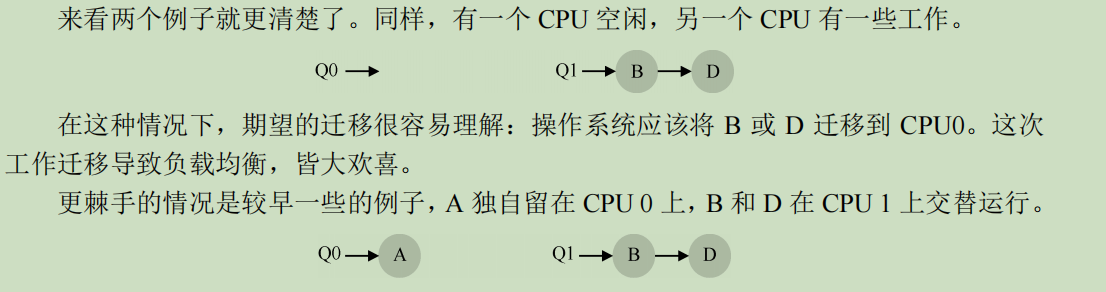 来看两个例子就更清楚了。同样，有一个 CPU 空闲，另一个 CPU 有一些工作。
Q0 Q1 B D
在这种情况下，期望的迁移很容易理解：操作系统应该将 B 或 D 迁移到 CPU0。这次
工作迁移导致负载均衡，皆大欢喜。
更棘手的情况是较早一些的例子，A 独自留在 CPU 0 上，B 和 D 在 CPU 1 上交替运行。
Q0 A Q1 B D